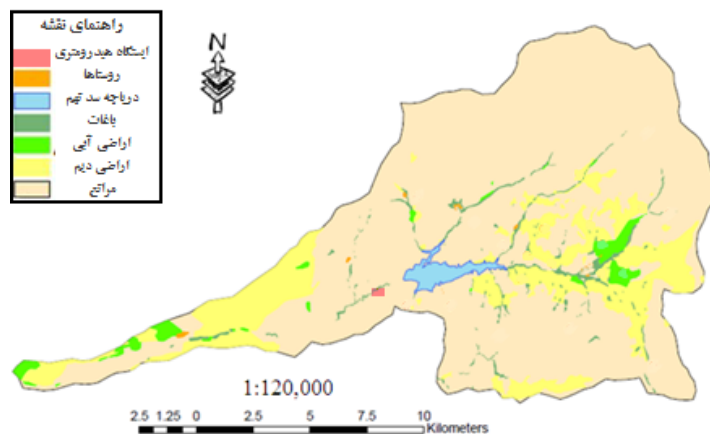 راهنمای نقشه
ایستگاه هیدرومتری
روستاها
دریاچه سد تهم
باغات
اراضی آبی
اراضی دیم
مراتع
N
1:120,000
2.5 1.25 0 2.5 5 7.5 10
Kilometers